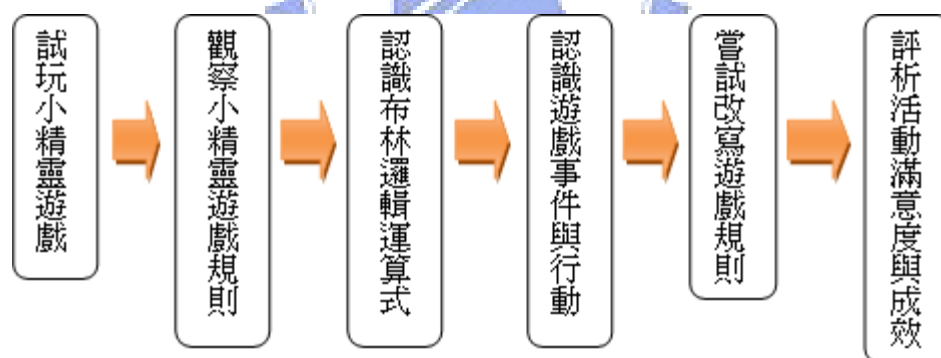 試玩小精靈遊戲
觀察小精靈遊戲規則
認識布林邏輯運算式
認識遊戲事件與行動
嘗試改寫遊戲規則
評析活動滿意度與成效